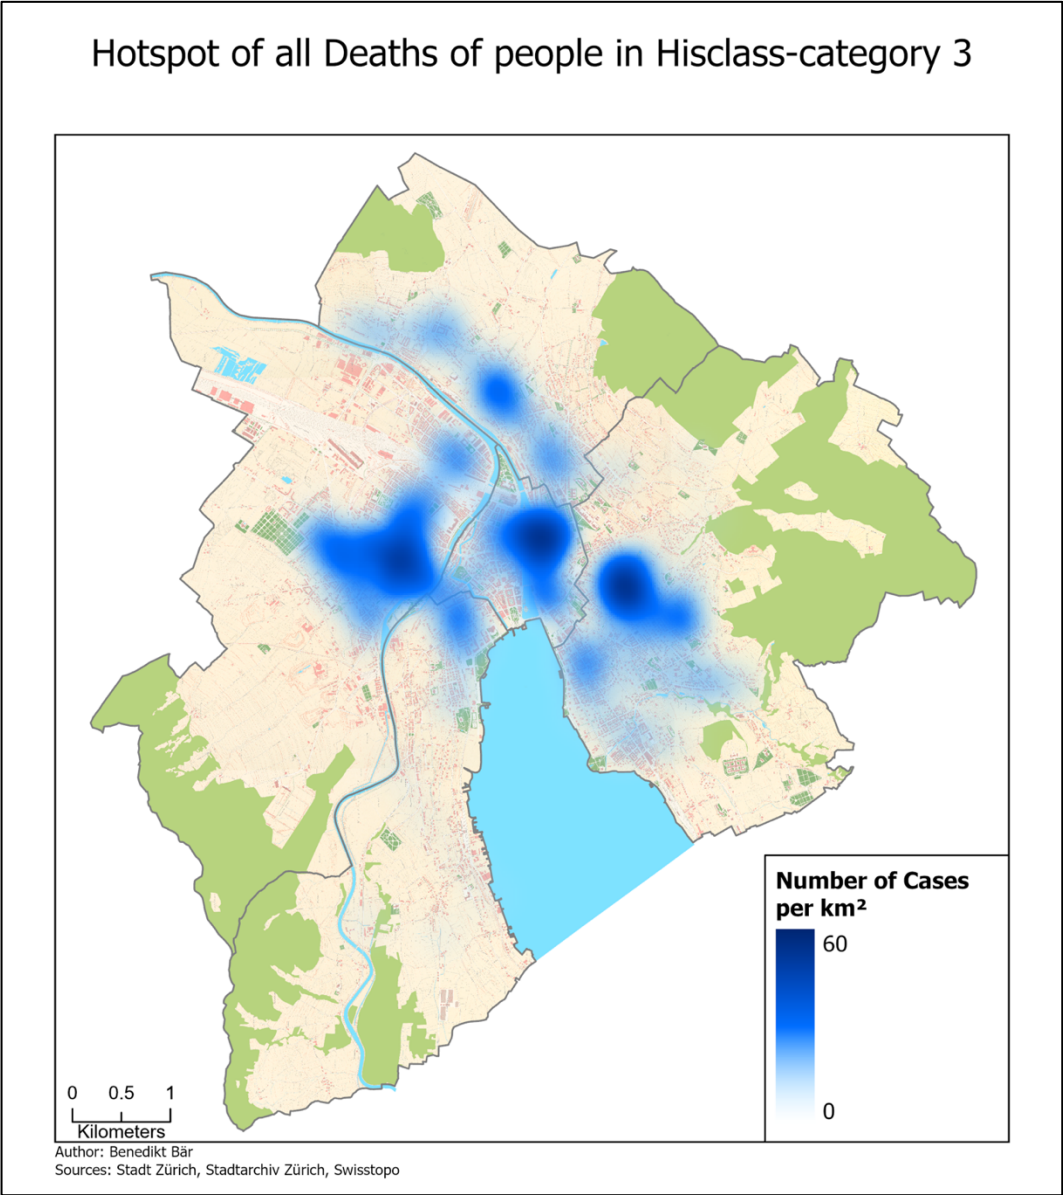 Hotspot of all Deaths of people in Hisclass-category 3
Number of Cases
per km²
60
0
0 0.5 1
Kilometers
Author: Benedikt Bär
Sources: Stadt Zürich, Stadtarchiv Zürich, Swisstopo